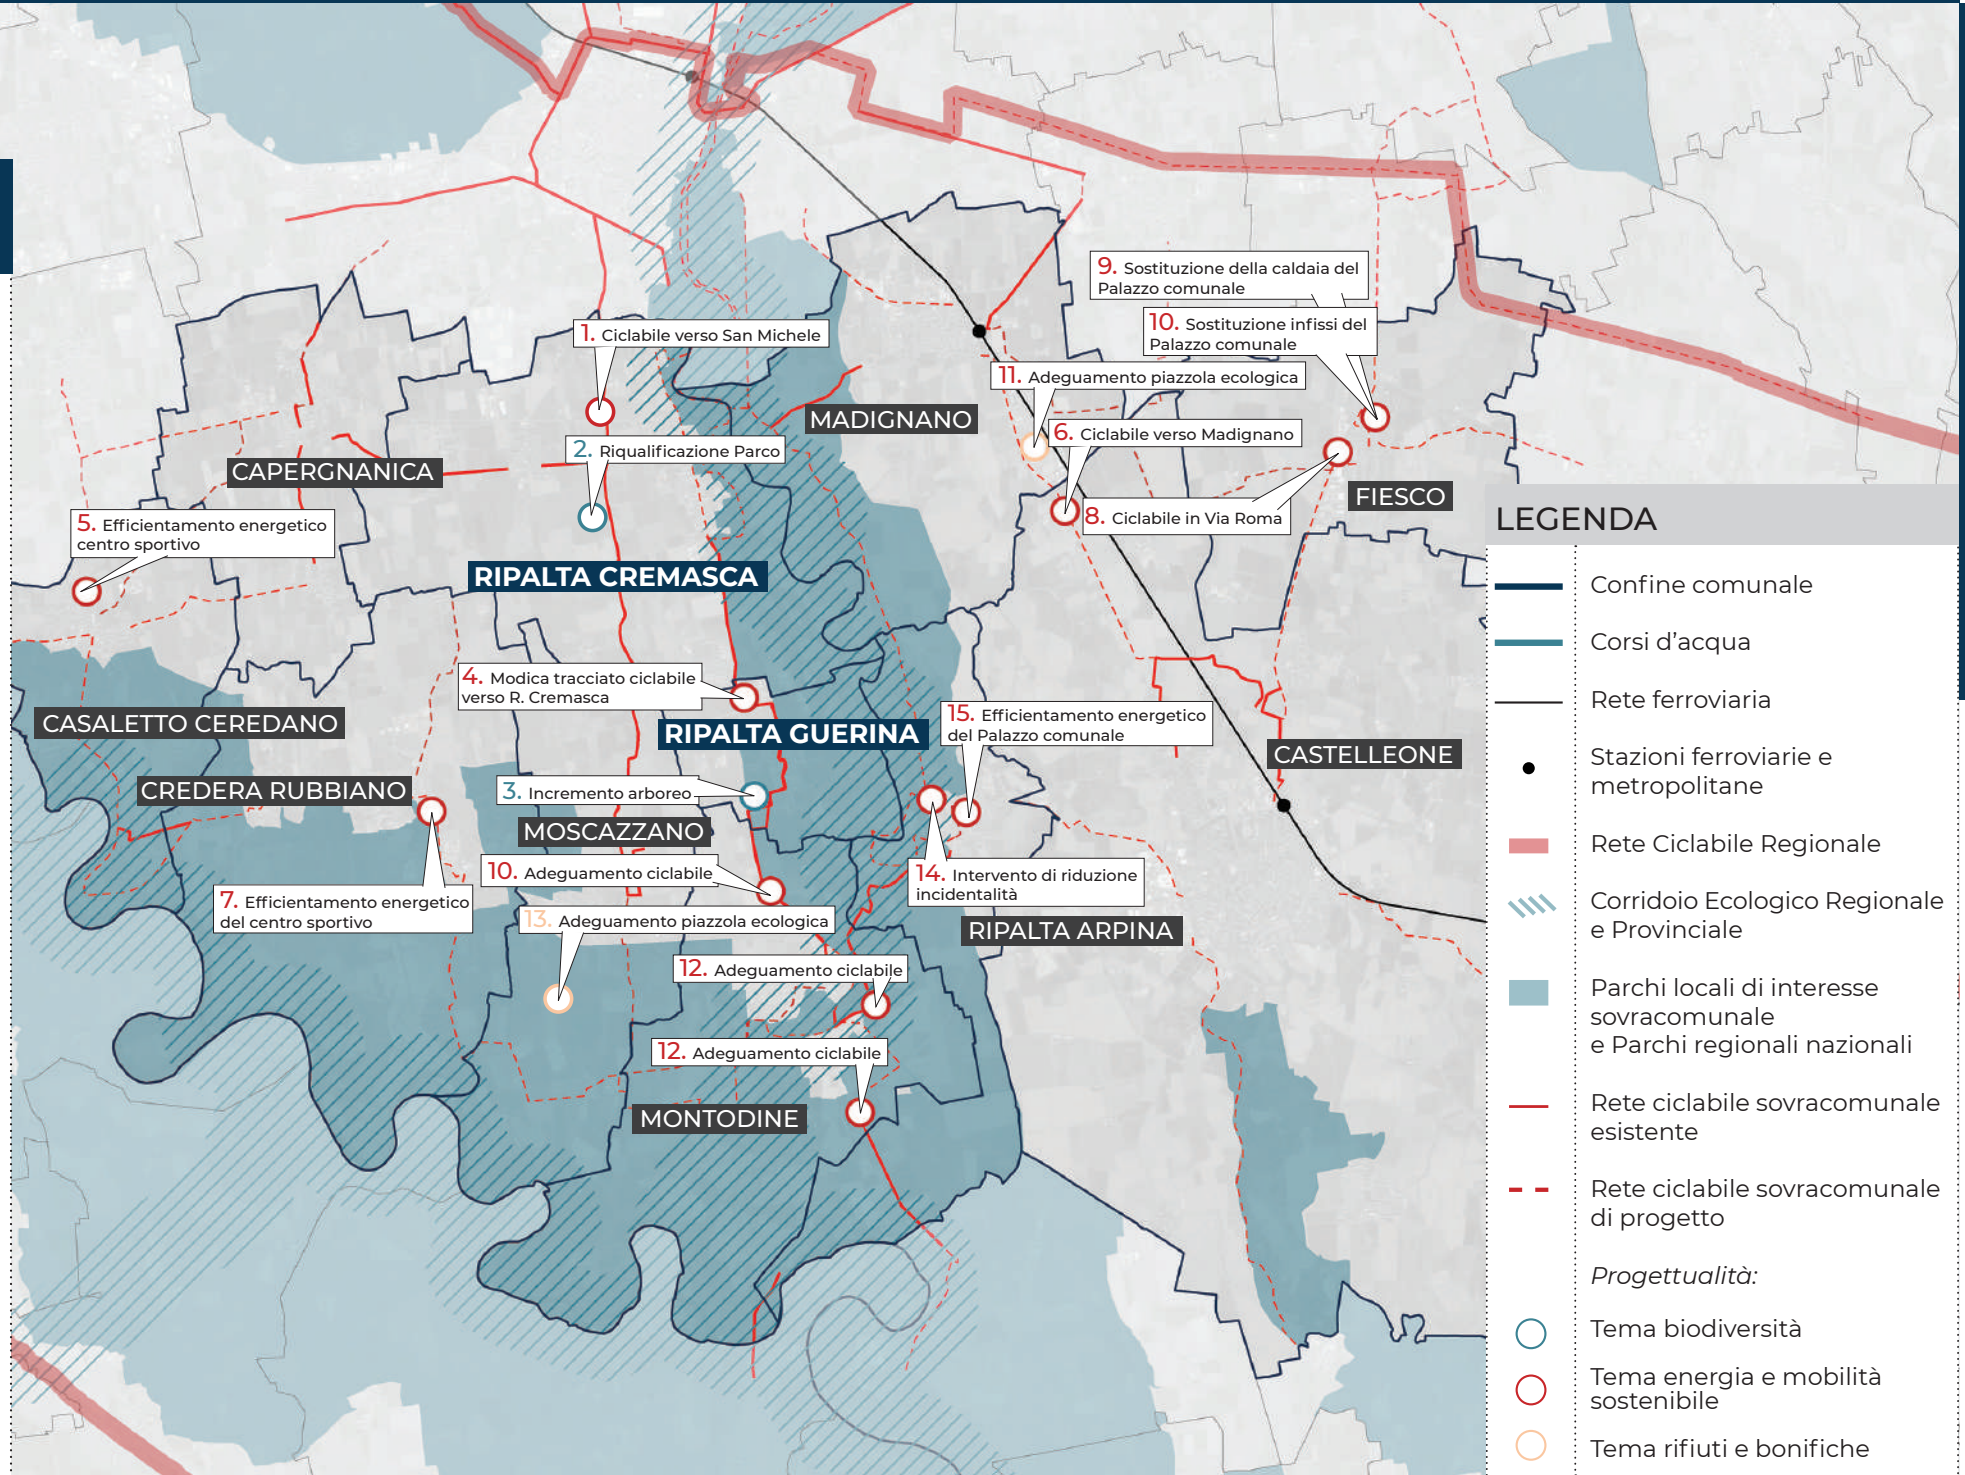 9. Sostituzione della caldaia del
Palazzo comunale
10. Sostituzione infissi del
Palazzo comunale
1. Ciclabile verso San Michele
11. Adeguamento piazzola ecologica
MADIGNANO
6. Ciclabile verso Madignano
2. Riqualificazione Parco
CAPERGNANICA
FIESCO
8. Ciclabile in Via Roma
5. Efficientamento energetico
centro sportivo
RIPALTA CREMASCA
4. Modica tracciato ciclabile
verso R. Cremasca
CASALETTO CEREDANO
RIPALTA GUERINA
15. Efficientamento energetico
del Palazzo comunale
CASTELLEONE
CREDERA RUBBIANO
3. Incremento arboreo
MOSCAZZANO
10. Adeguamento ciclabile
14. Intervento di riduzione
incidentalità
7. Efficientamento energetico
del centro sportivo
13. Adeguamento piazzola ecologica
RIPALTA ARPINA
12. Adeguamento ciclabile
12. Adeguamento ciclabile
MONTODINE
LEGENDA
Confine comunale
Corsi d'acqua
Rete ferroviaria
Stazioni ferroviarie e
metropolitane
Rete Ciclabile Regionale
Corridoio Ecologico Regionale
e Provinciale
Parchi locali di interesse
sovracomunale
e Parchi regionali nazionali
Rete ciclabile sovracomunale
esistente
Rete ciclabile sovracomunale
di progetto
Progettualità:
Tema biodiversità
Tema energia e mobilità
sostenibile
Tema rifiuti e bonifiche